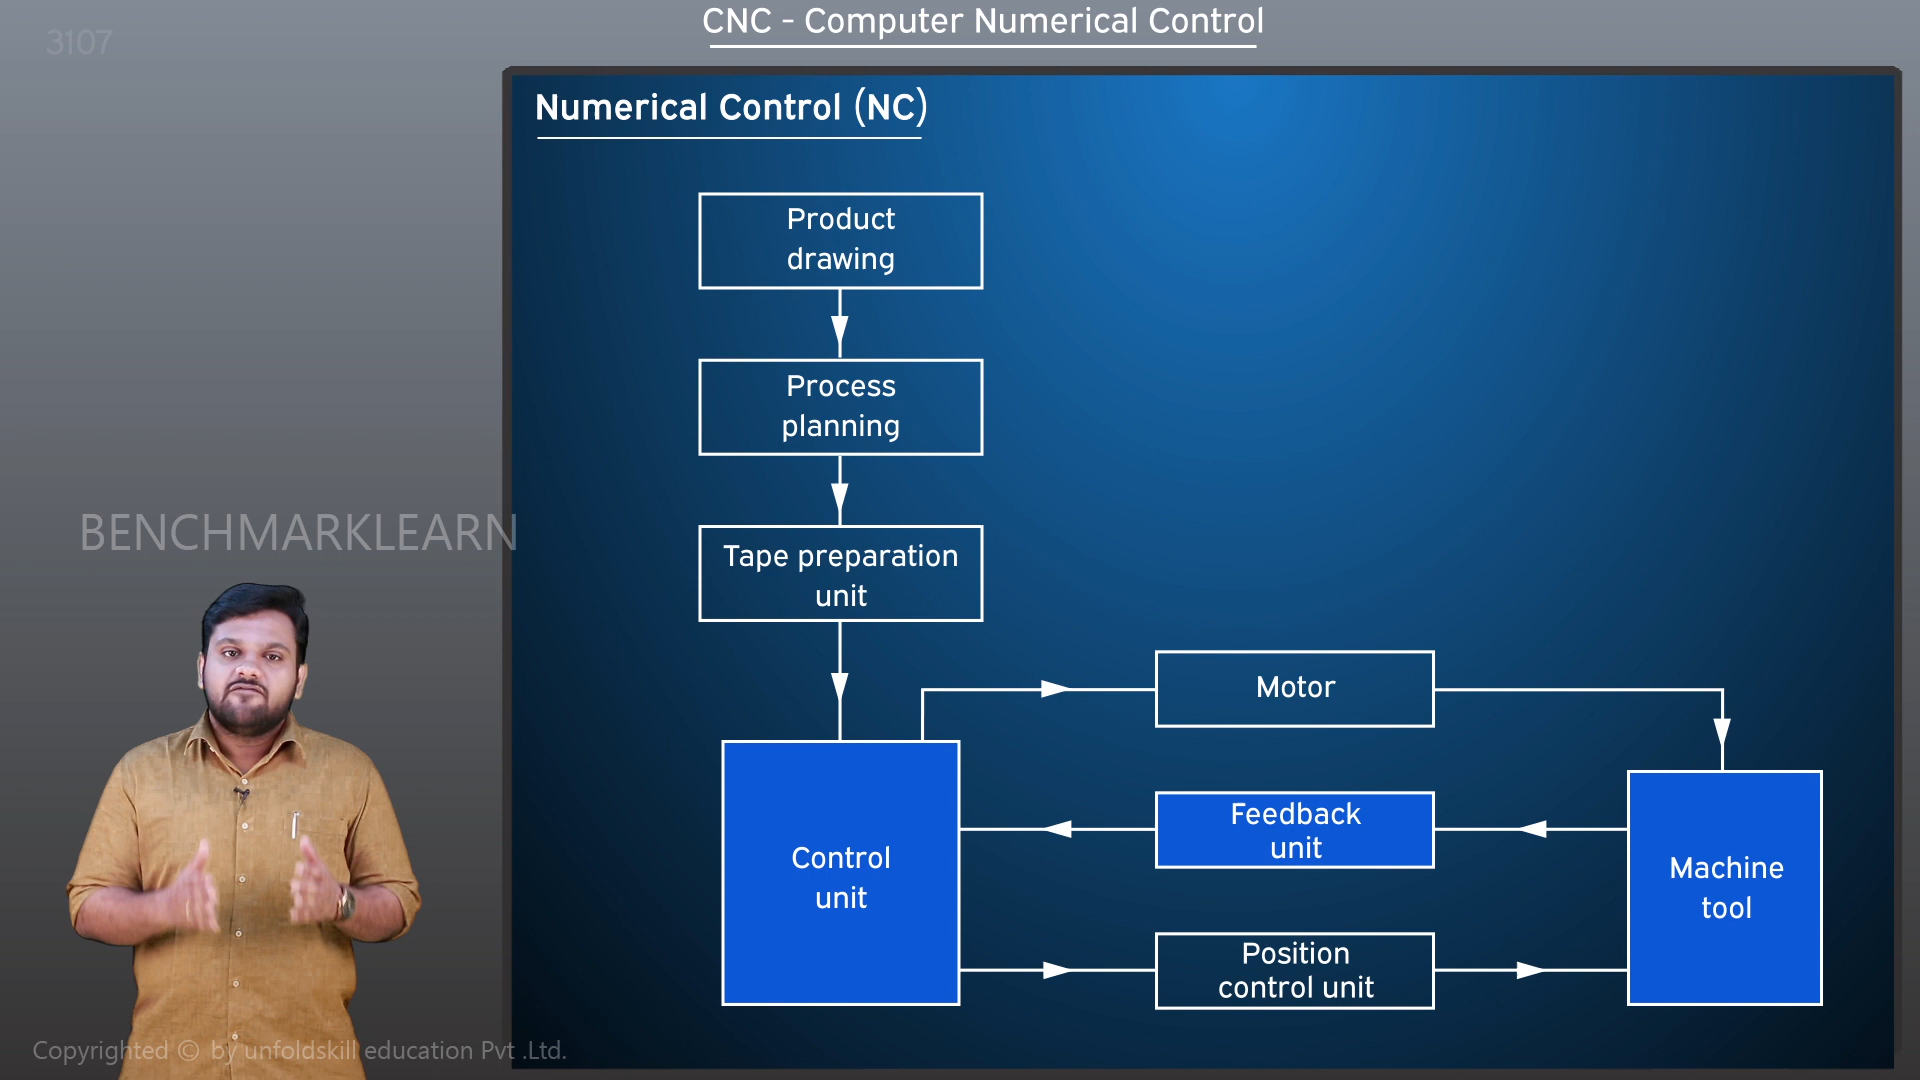 CNC - Computer Numerical Control
3107
Numerical Control (NC)
Product
drawing
Process
planning
BENCHMARKLEARN
Tape preparation
unit
Motor
Feedback
unit
Control
unit
Machine
tool
Position
control unit
Copyrighted © by unfoldskill education Pvt .Ltd.